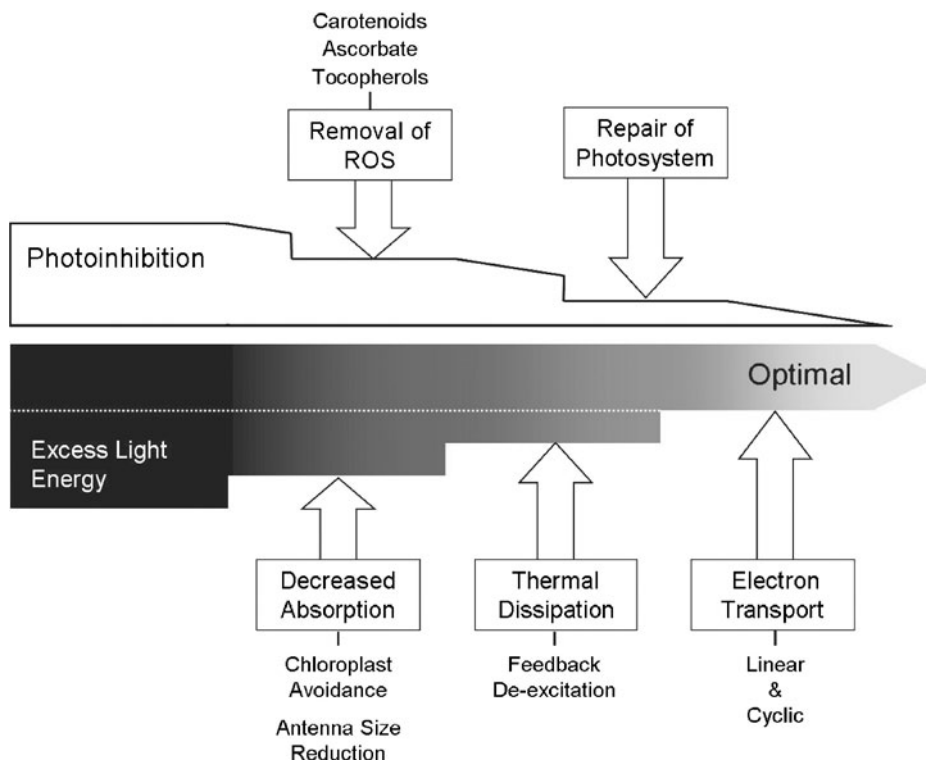 Carotenoids
Ascorbate
Tocopherols
Removal of
ROS
Repair of
Photosystem
Photoinhibition
Optimal
Excess Light
Energy
Decreased
Absorption
Thermal
Dissipation
Electron
Transport
Chloroplast
Avoidance
Antenna Size
Reduction
Feedback
De-excitation
Linear
&
Cyclic